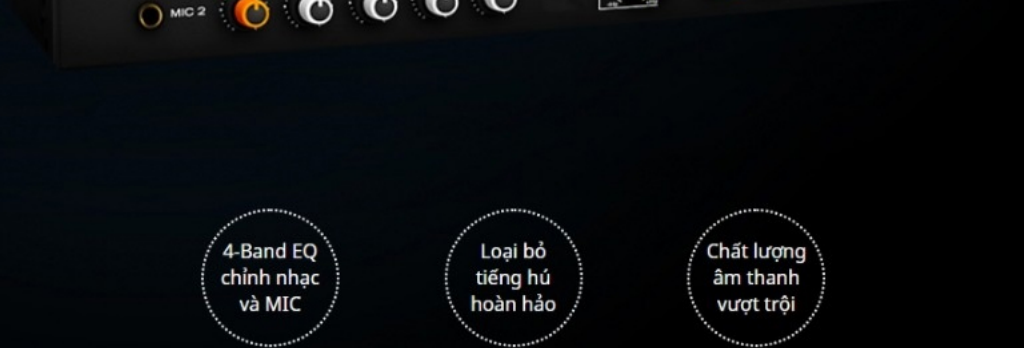 MIC 2
4-Band EQ
chỉnh nhạc
và MIC
Loại bỏ
tiếng hú
hoàn hảo
Chất lượng
âm thanh
vượt trội